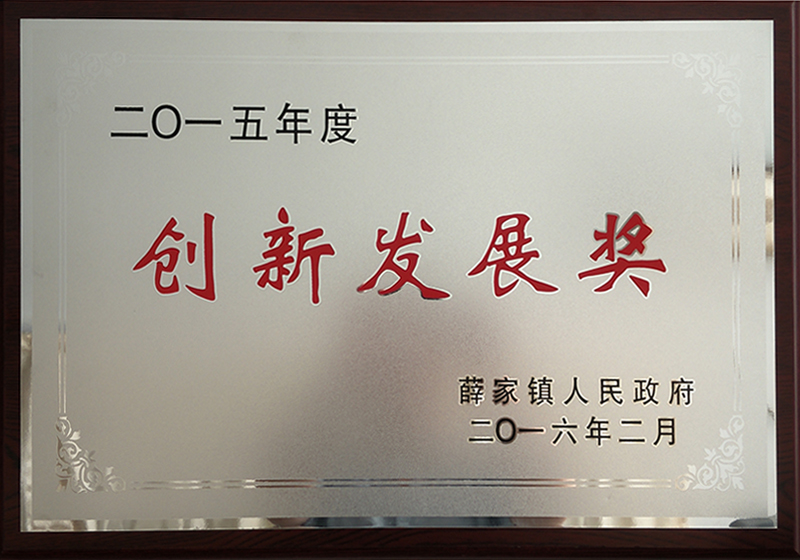 二〇一五年度
创新发展奖
薛家镇人民政府
二〇一六年二月